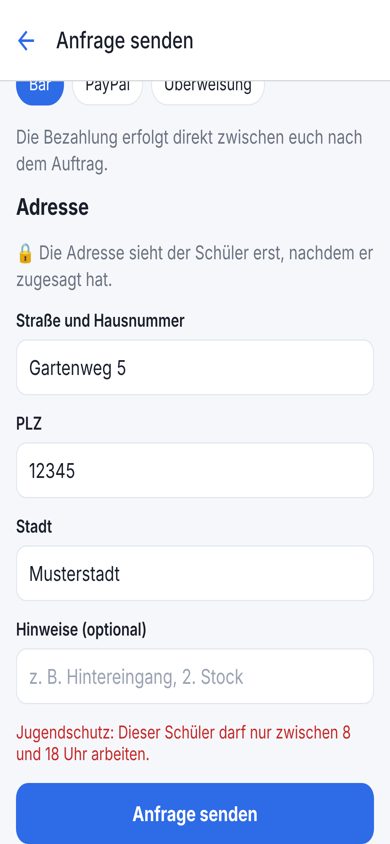 Anfrage senden
Bar PayPal Überweisung
Die Bezahlung erfolgt direkt zwischen euch nach
dem Auftrag.
Adresse
🔒 Die Adresse sieht der Schüler erst, nachdem er
zugesagt hat.
Straße und Hausnummer
Gartenweg 5
PLZ
12345
Stadt
Musterstadt
Hinweise (optional)
z. B. Hintereingang, 2. Stock
Jugendschutz: Dieser Schüler darf nur zwischen 8
und 18 Uhr arbeiten.
Anfrage senden